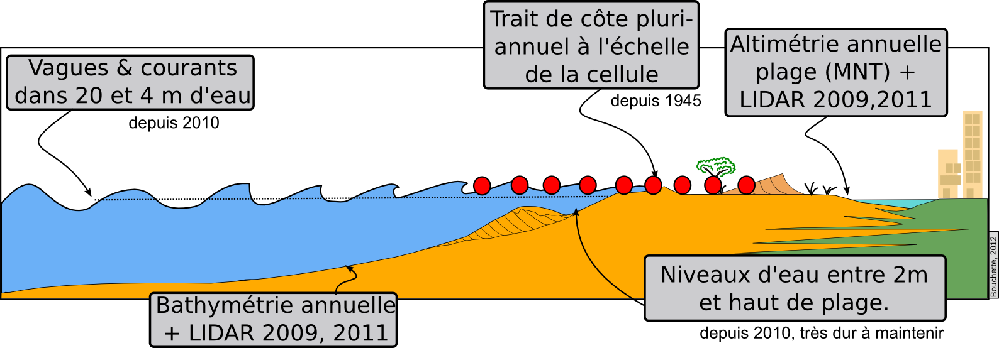 Trait de côte pluri-
annuel à l'échelle
de la cellule
depuis 1945
Altimétrie annuelle
plage (MNT) +
LIDAR 2009,2011
Vagues & courants
dans 20 et 4 m d'eau
depuis 2010
Bathymétrie annuelle
+ LIDAR 2009, 2011
Niveaux d'eau entre 2m
et haut de plage.
depuis 2010, très dur à maintenir
Bouchette, 2012